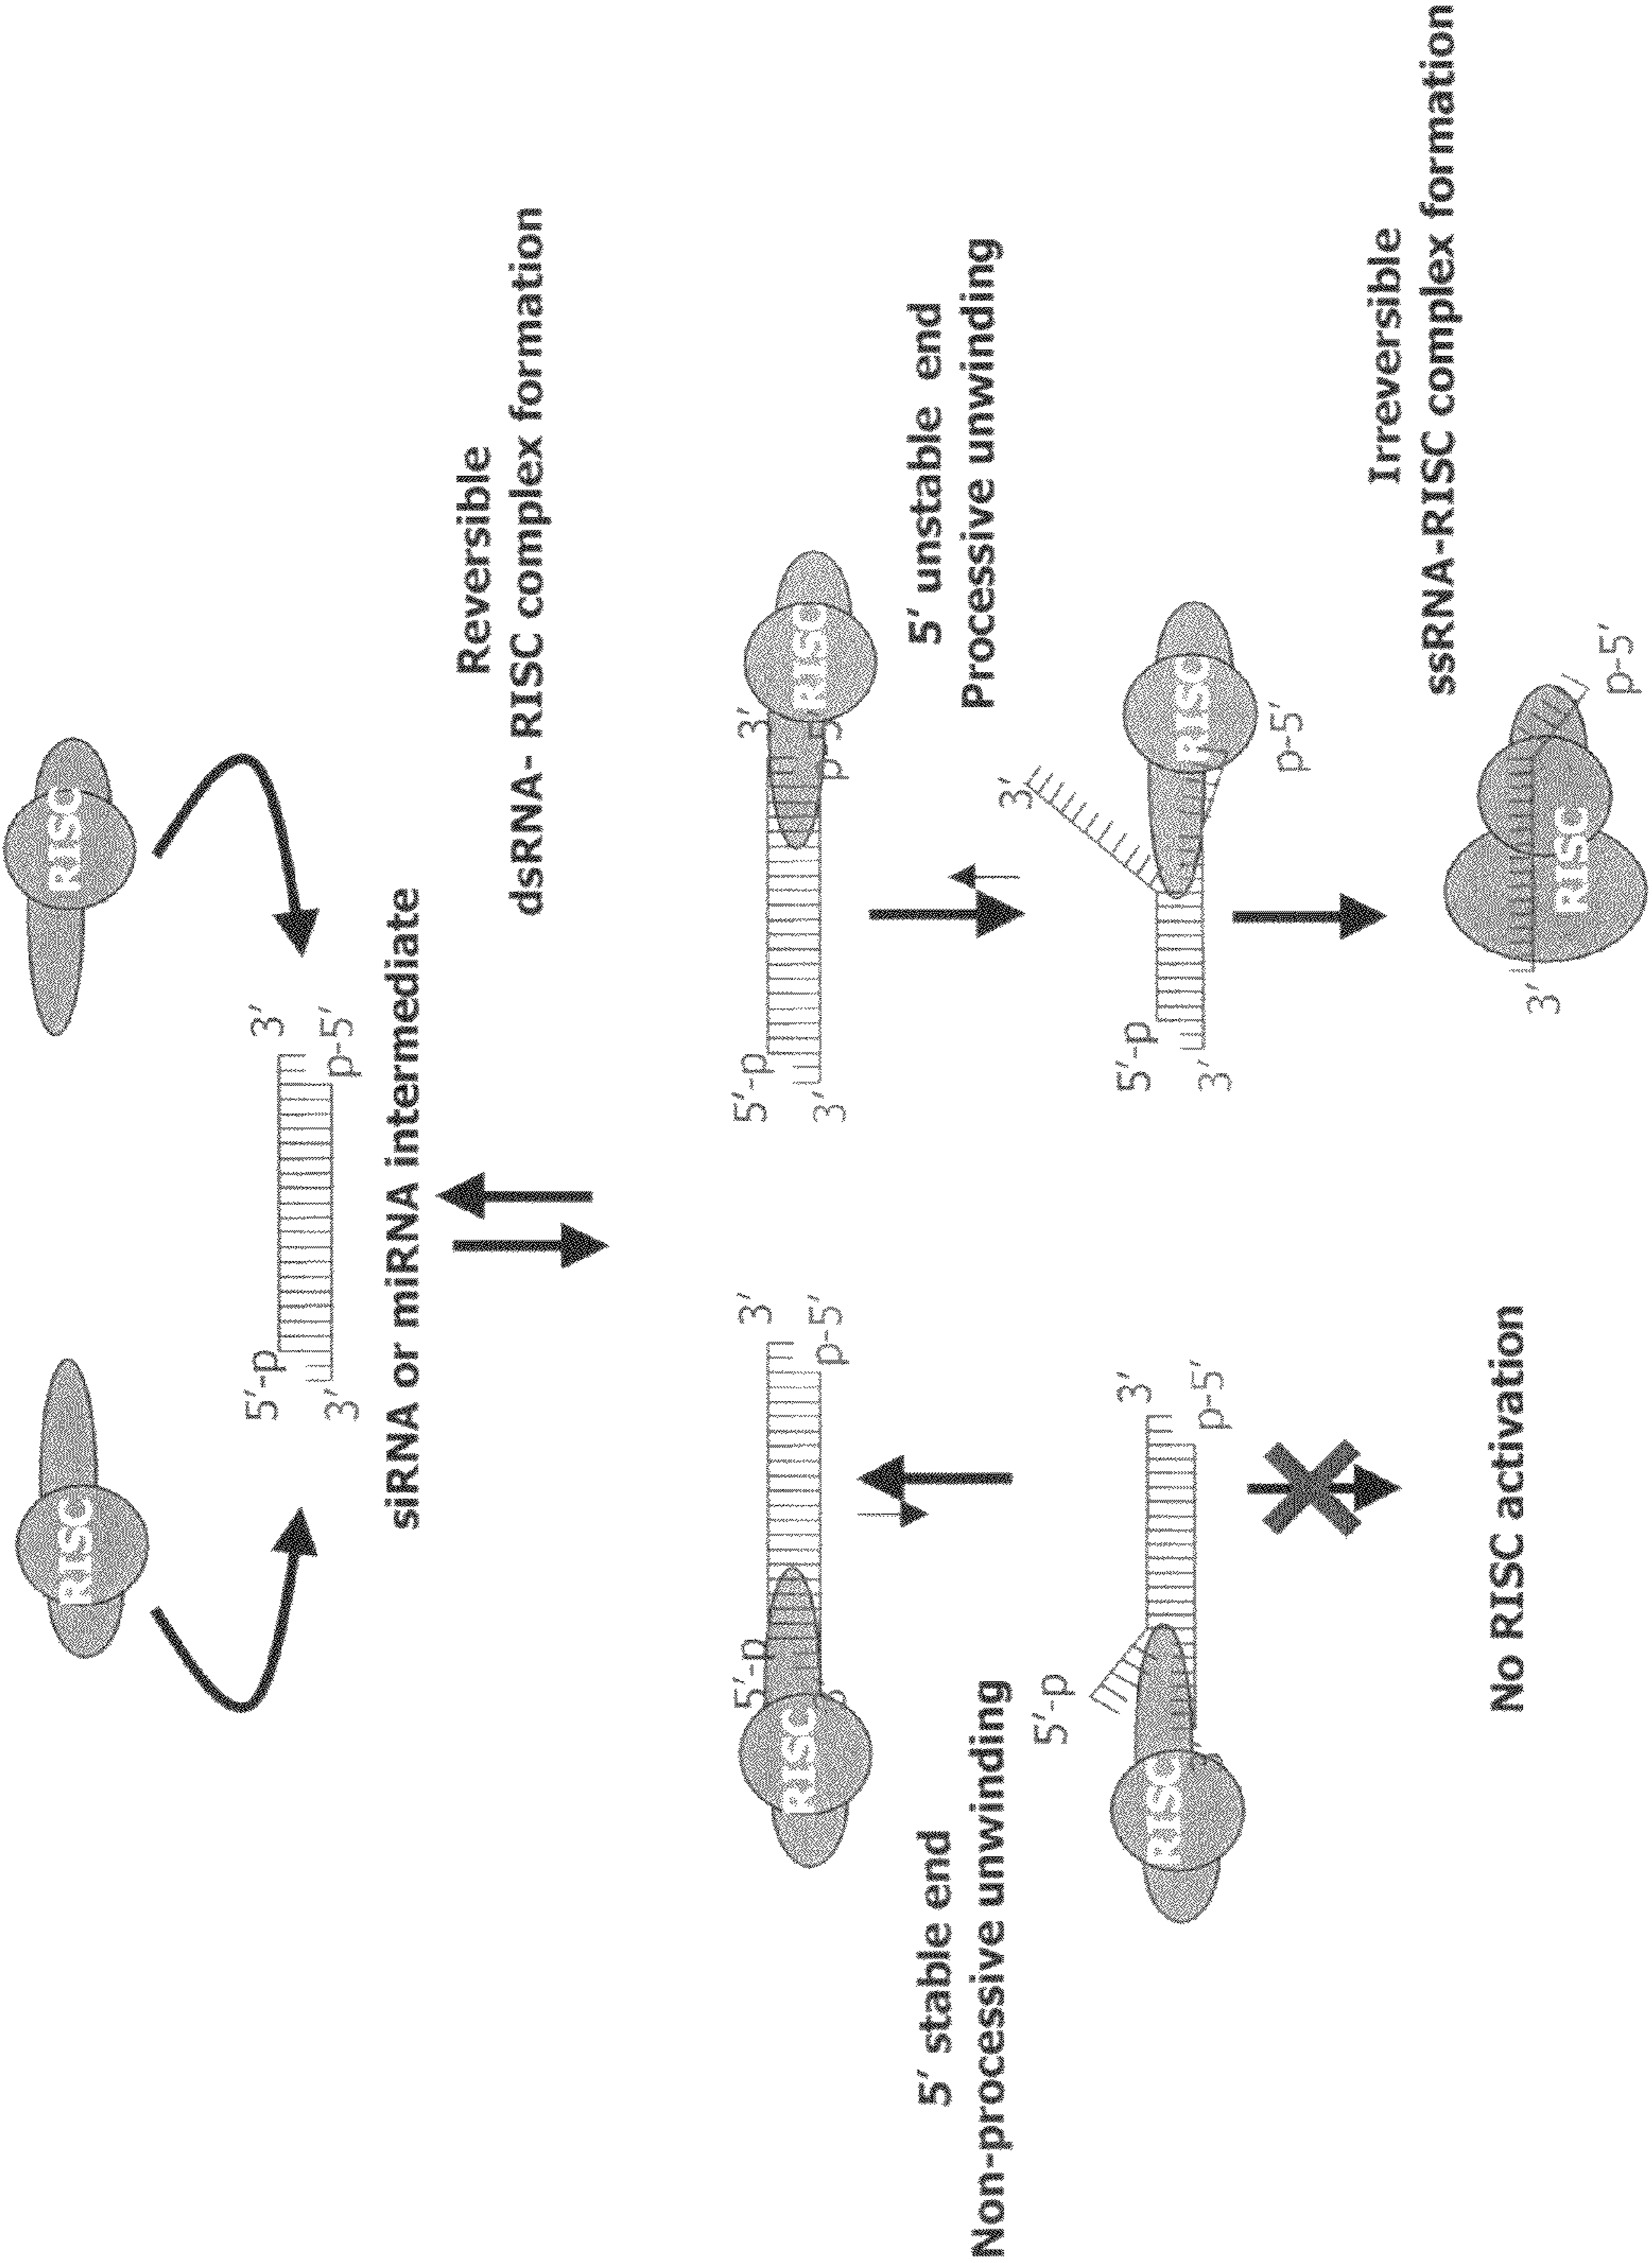 RISC
RISC
5'-p
3'
3'
p-5'
siRNA or miRNA intermediate
Reversible
dsRNA- RISC complex formation
5'-p
3'
RISC
p-5'
5'-p
3'
3'
p-5'
RISC
5' stable end
Non-processive unwinding
5' unstable end
Processive unwinding
5'-p
3'
RISC
p-5'
3'
5'-p
RISC
3'
p-5'
No RISC activation
Irreversible
ssRNA-RISC complex formation
3'
RISC
p-5'